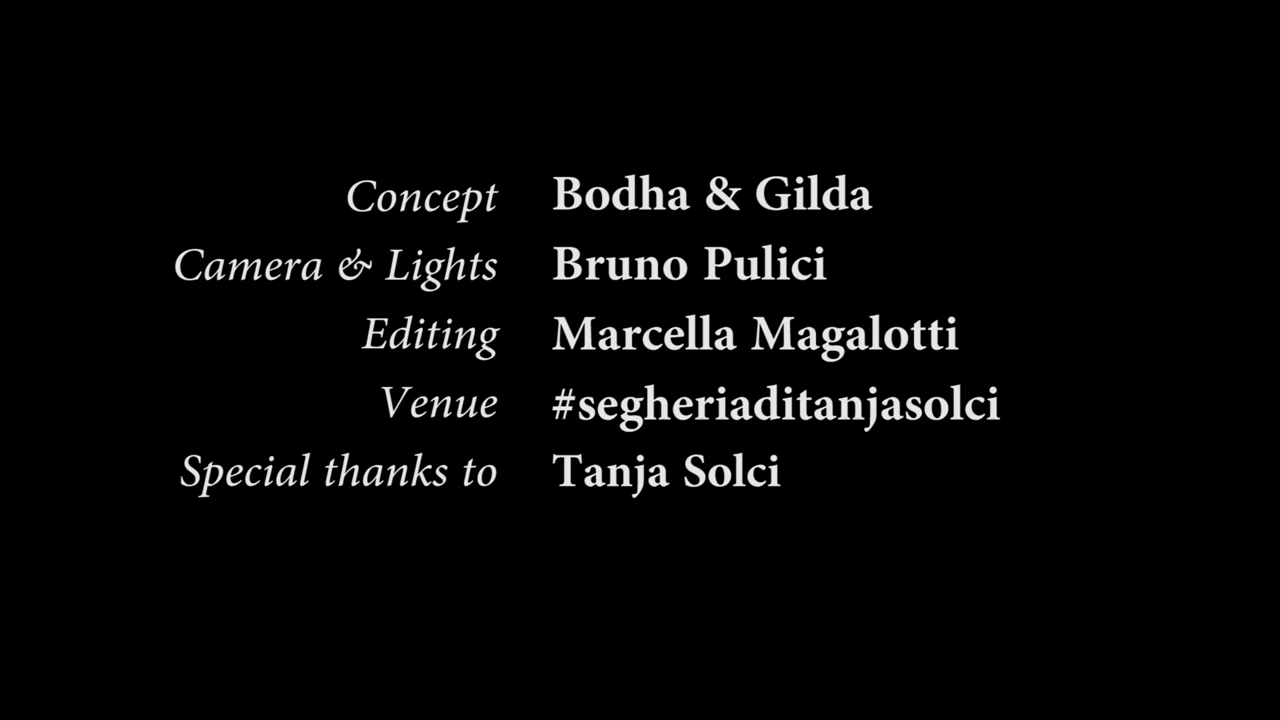 Concept Bodha & Gilda
Camera & Lights Bruno Pulici
Editing Marcella Magalotti
Venue #segheriaditanjasolci
Special thanks to Tanja Solci